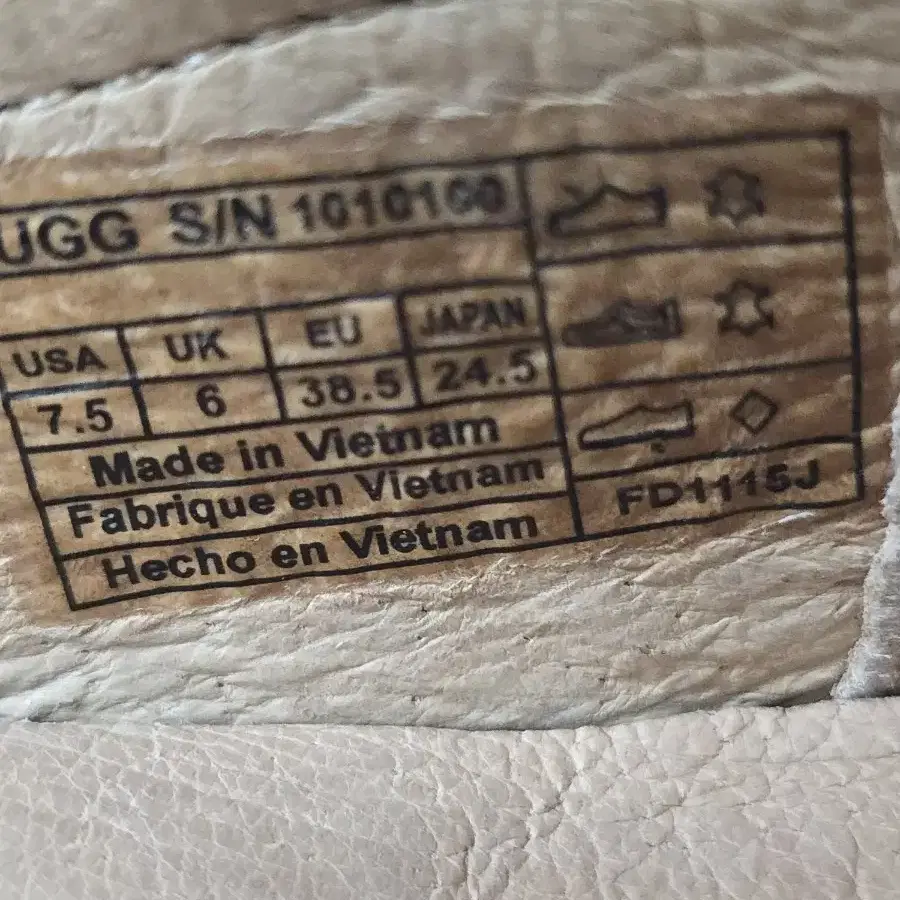 UGG S/N 1010100
USA UK EU JAPAN
7.5 6 38.5 24.5
Made in Vietnam
Fabrique en Vietnam
Hecho en Vietnam
FD1115J